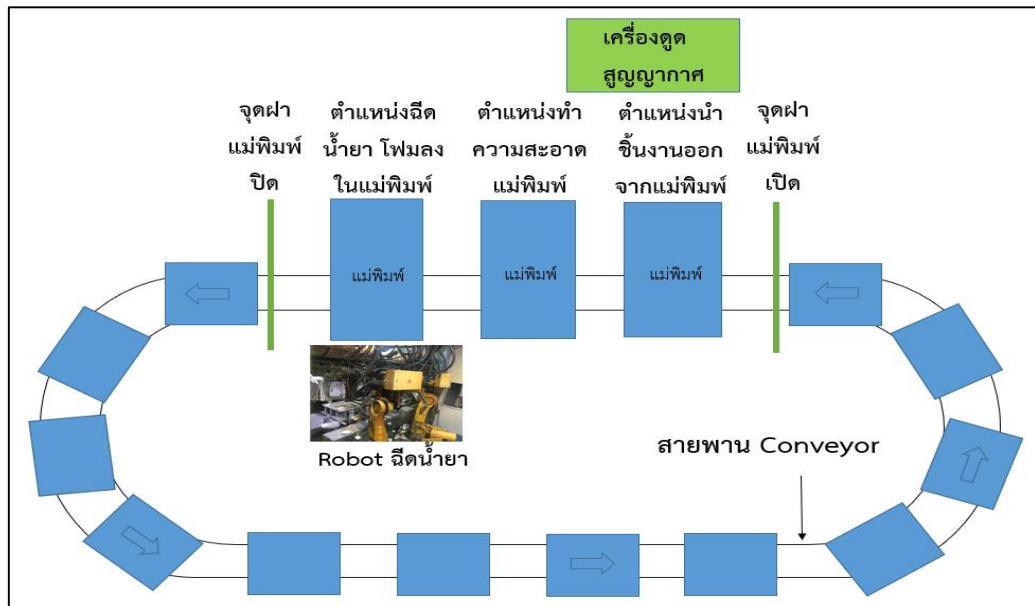 เครื่องดูด
สูญญากาศ
จุดฝา
แม่พิมพ์
ปิด
ตำแหน่งฉีด
น้ำยา โฟมลง
ในแม่พิมพ์
ตำแหน่งทำ
ความสะอาด
แม่พิมพ์
ตำแหน่งนำ
ชิ้นงานออก
จากแม่พิมพ์
จุดฝา
แม่พิมพ์
เปิด
แม่พิมพ์
แม่พิมพ์
แม่พิมพ์
Robot ฉีดน้ำยา
สายพาน Conveyor